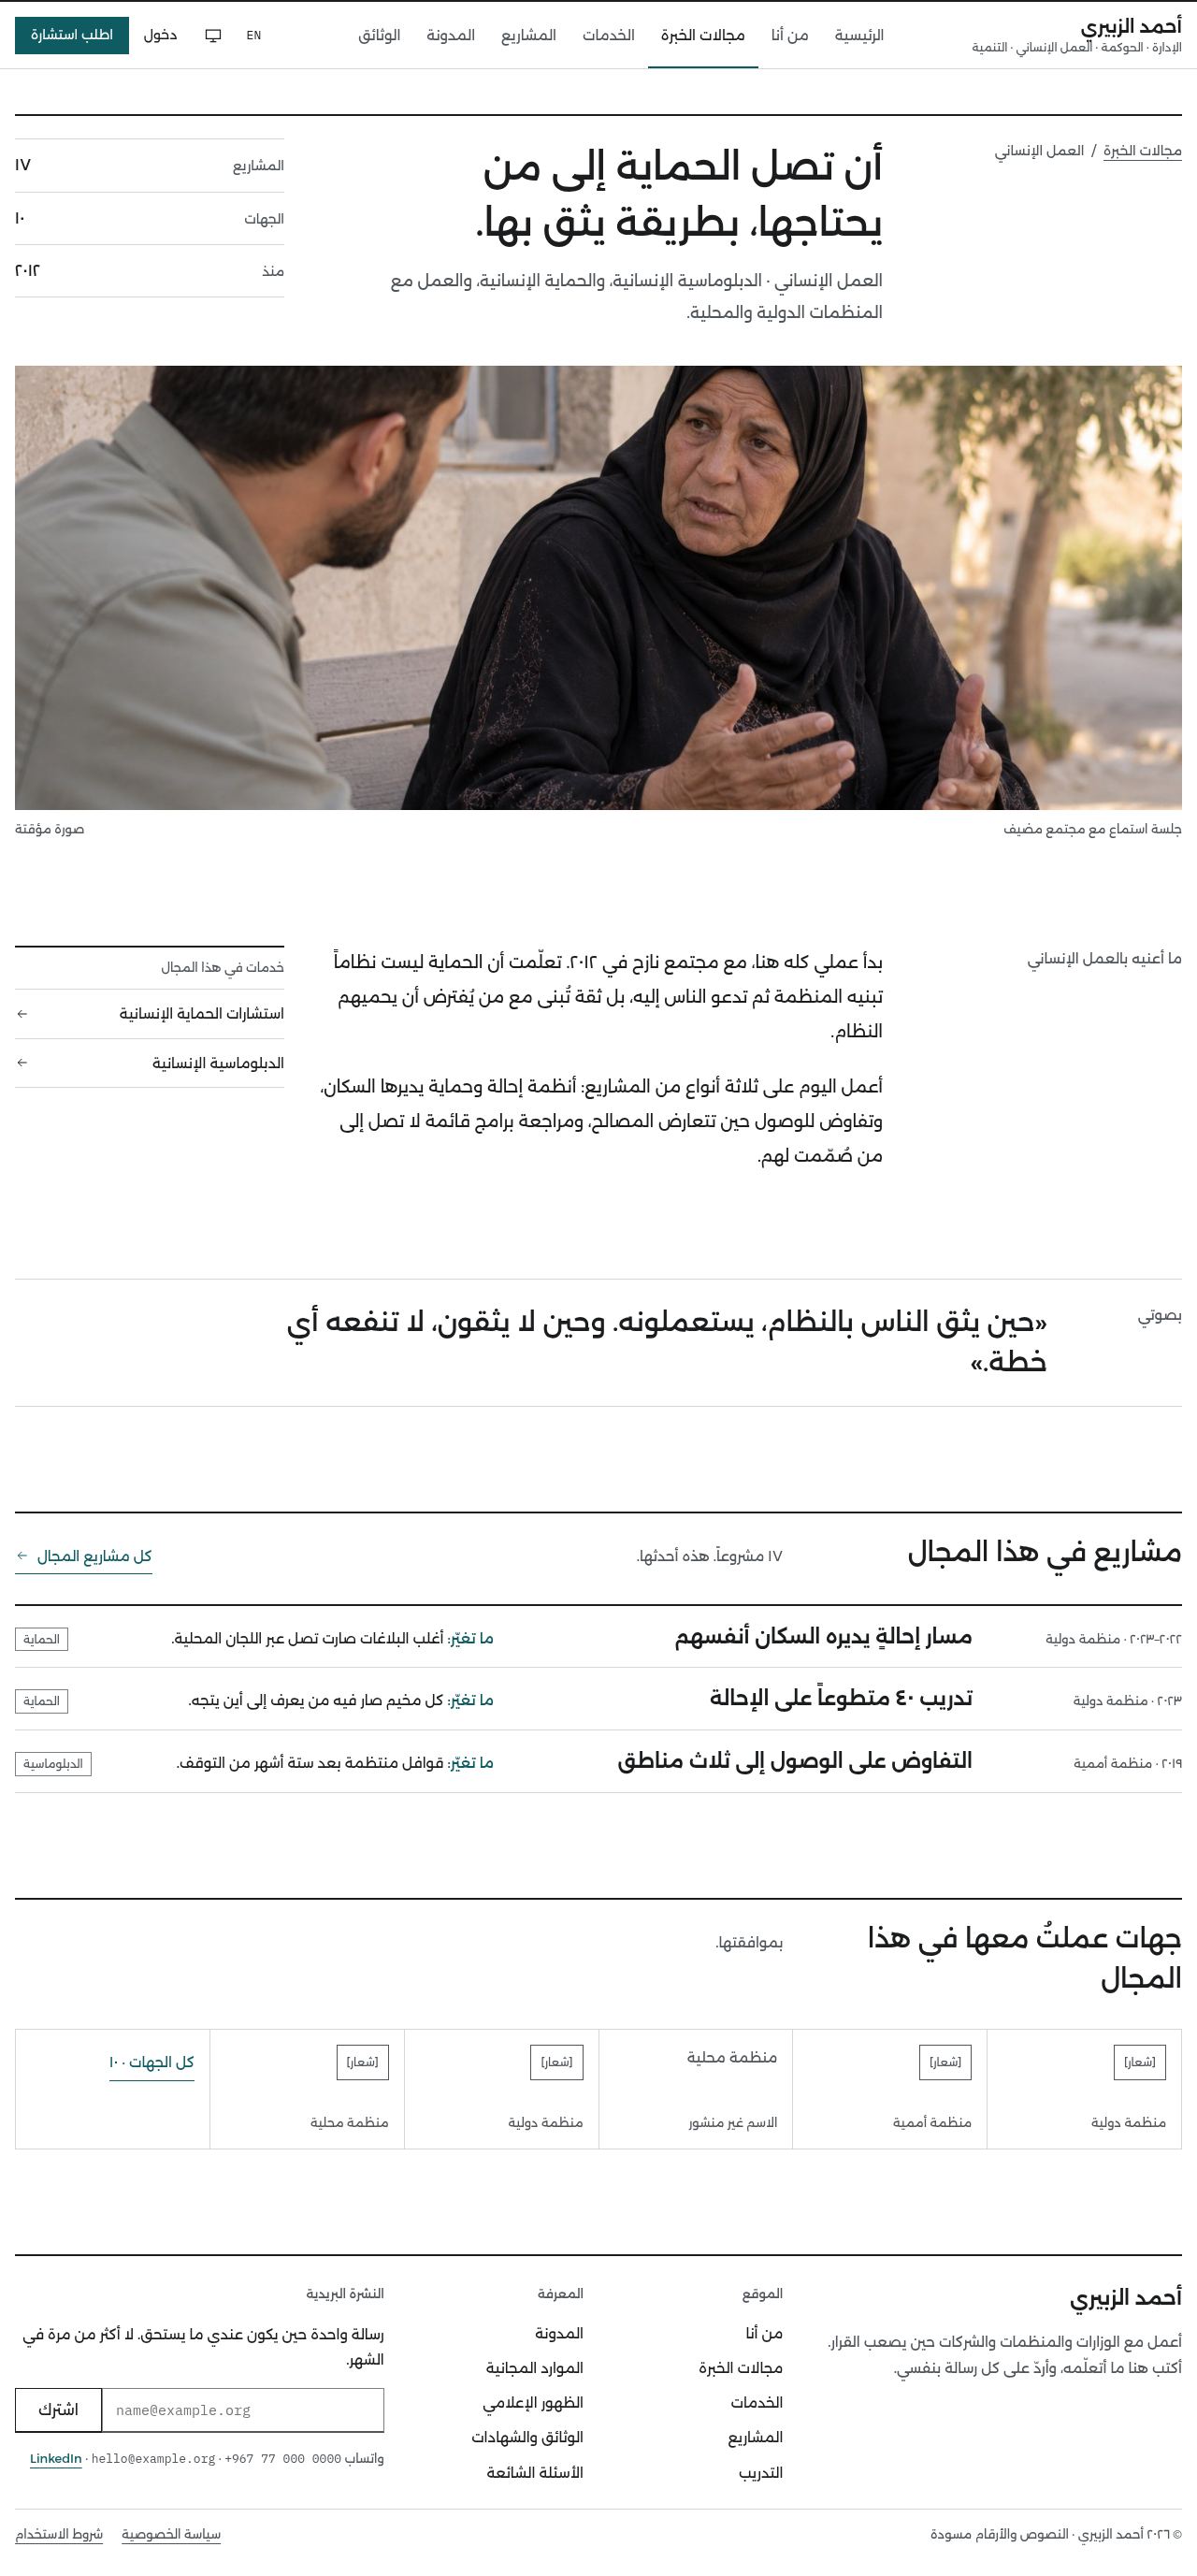 أحمد الزبيري
الإدارة · الحوكمة · العمل الإنساني · التنمية
الرئيسية
من أنا
مجالات الخبرة
الخدمات
المشاريع
المدونة
الوثائق
EN
دخول
اطلب استشارة
مجالات الخبرة / العمل الإنساني
أن تصل الحماية إلى من
يحتاجها، بطريقة يثق بها.
العمل الإنساني · الدبلوماسية الإنسانية، والحماية الإنسانية، والعمل مع
المنظمات الدولية والمحلية.
المشاريع ١٧
الجهات ١٠
منذ ٢٠١٢
جلسة استماع مع مجتمع مضيف
صورة مؤقتة
ما أعنيه بالعمل الإنساني
بدأ عملي كله هنا، مع مجتمع نازح في ٢٠١٢. تعلّمت أن الحماية ليست نظاماً
تبنيه المنظمة ثم تدعو الناس إليه، بل ثقة تُبنى مع من يُفترض أن يحميهم
النظام.
أعمل اليوم على ثلاثة أنواع من المشاريع: أنظمة إحالة وحماية يديرها السكان،
وتفاوض للوصول حين تتعارض المصالح، ومراجعة برامج قائمة لا تصل إلى
من صُمّمت لهم.
خدمات في هذا المجال
استشارات الحماية الإنسانية ←
الدبلوماسية الإنسانية ←
بصوتي
«حين يثق الناس بالنظام، يستعملونه. وحين لا يثقون، لا تنفعه أي
خطة.»
مشاريع في هذا المجال
١٧ مشروعاً. هذه أحدثها.
كل مشاريع المجال ←
٢٠٢٢–٢٠٢٣ · منظمة دولية
مسار إحالةٍ يديره السكان أنفسهم
ما تغيّر: أغلب البلاغات صارت تصل عبر اللجان المحلية.
الحماية
٢٠٢٣ · منظمة دولية
تدريب ٤٠ متطوعاً على الإحالة
ما تغيّر: كل مخيم صار فيه من يعرف إلى أين يتجه.
الحماية
٢٠١٩ · منظمة أممية
التفاوض على الوصول إلى ثلاث مناطق
ما تغيّر: قوافل منتظمة بعد ستة أشهر من التوقف.
الدبلوماسية
جهات عملتُ معها في هذا
المجال
بموافقتها.
[شعار]
منظمة دولية
[شعار]
منظمة أممية
منظمة محلية
الاسم غير منشور
[شعار]
منظمة دولية
[شعار]
منظمة محلية
كل الجهات · ١٠
أحمد الزبيري
أعمل مع الوزارات والمنظمات والشركات حين يصعب القرار.
أكتب هنا ما أتعلّمه، وأردّ على كل رسالة بنفسي.
الموقع
من أنا
مجالات الخبرة
الخدمات
المشاريع
التدريب
المعرفة
المدونة
الموارد المجانية
الظهور الإعلامي
الوثائق والشهادات
الأسئلة الشائعة
النشرة البريدية
رسالة واحدة حين يكون عندي ما يستحق. لا أكثر من مرة في
الشهر.
name@example.org
اشترك
واتساب +967 77 000 0000 · hello@example.org · LinkedIn
© ٢٠٢٦ أحمد الزبيري · النصوص والأرقام مسودة
سياسة الخصوصية
شروط الاستخدام